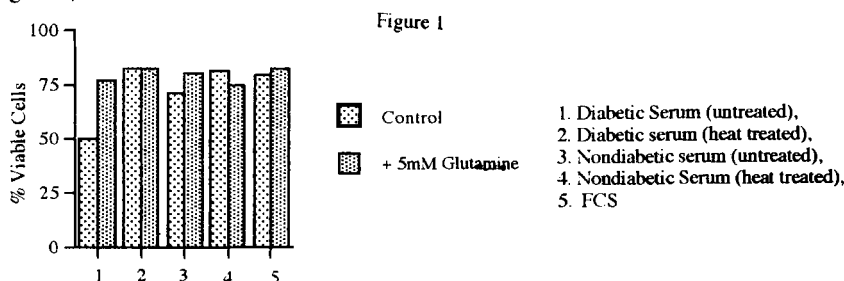 Figure 1
100
75
50
25
0
% Viable Cells
1 2 3 4 5
Control
+ 5mM Glutamine
1. Diabetic Serum (untreated),
2. Diabetic serum (heat treated),
3. Nondiabetic serum (untreated),
4. Nondiabetic Serum (heat treated),
5. FCS